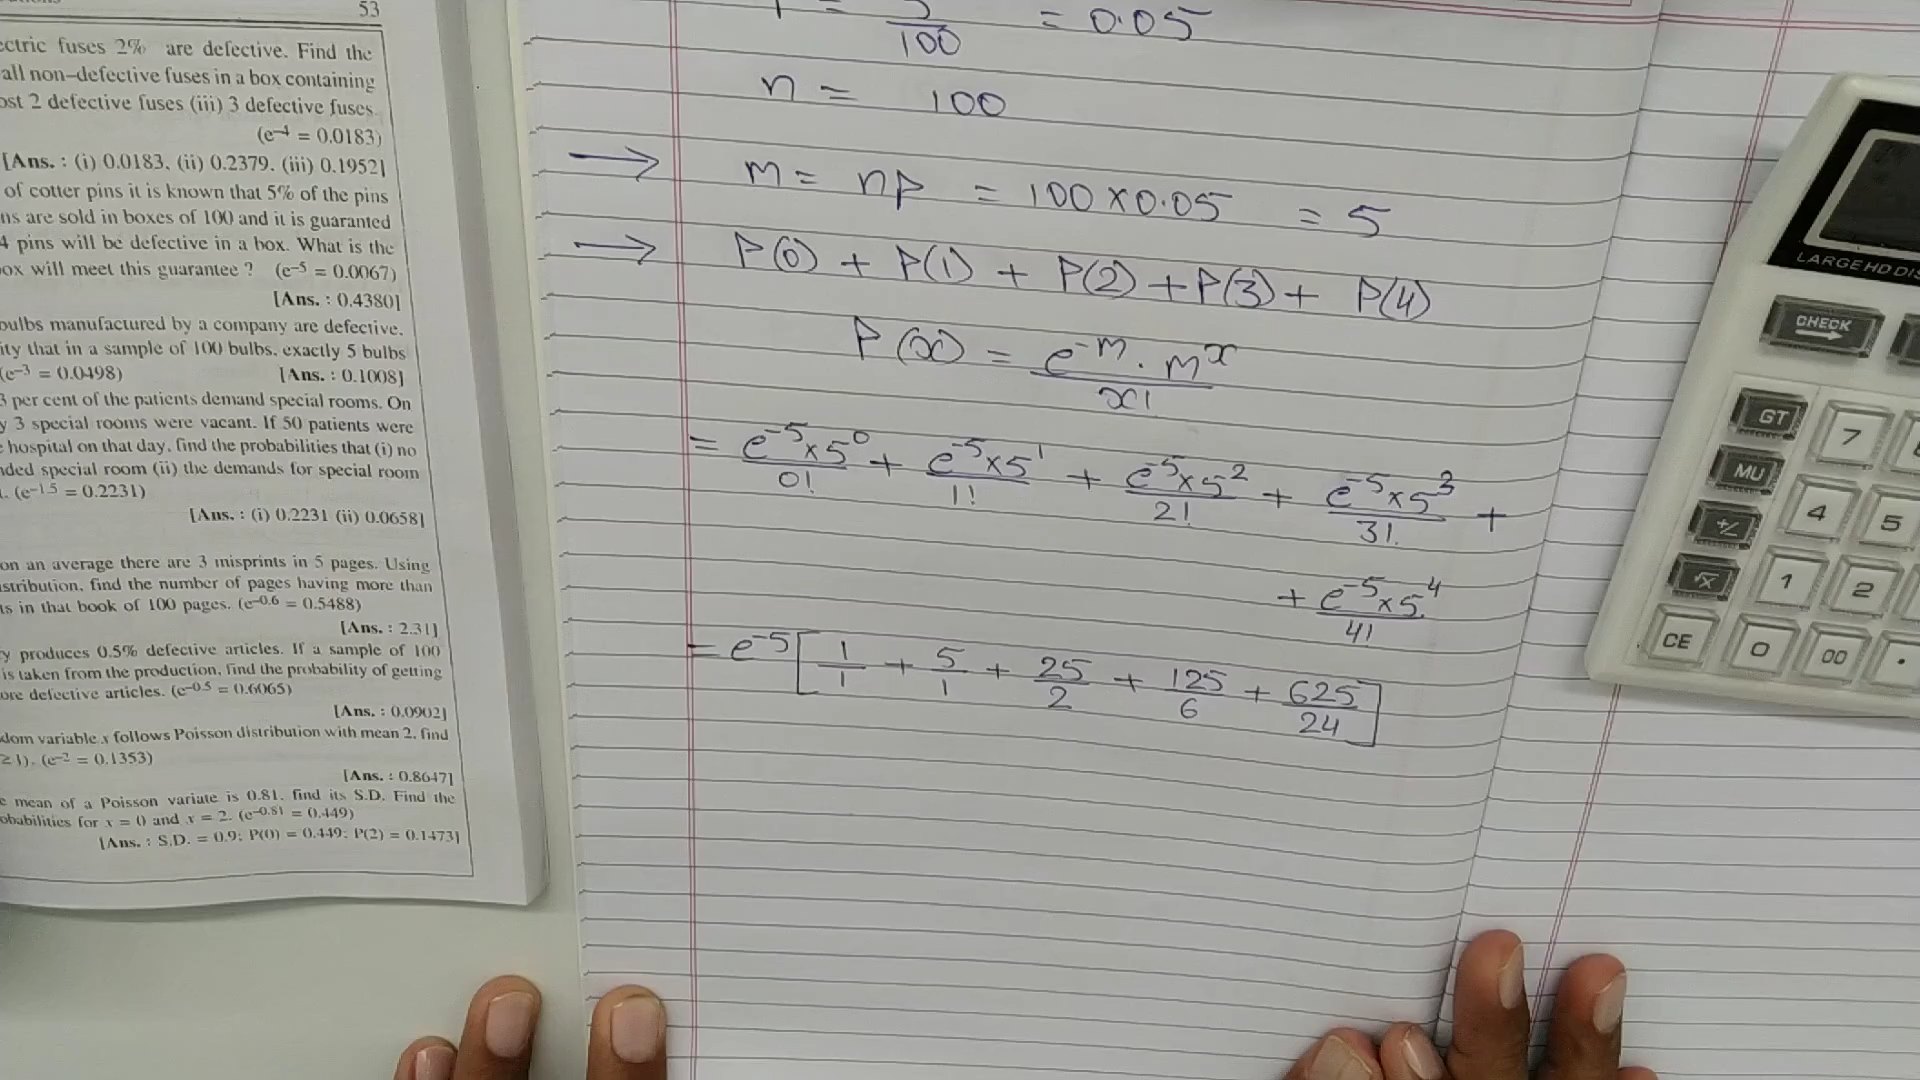 53
ectric fuses 2% are defective. Find the
all non-defective fuses in a box containing
ost 2 defective fuses (iii) 3 defective fuses.
(e⁻⁴ = 0.0183)
[Ans. : (i) 0.0183, (ii) 0.2379, (iii) 0.1952]
of cotter pins it is known that 5% of the pins
ns are sold in boxes of 100 and it is guaranted
4 pins will be defective in a box. What is the
ox will meet this guarantee ? (e⁻⁵ = 0.0067)
[Ans. : 0.4380]
bulbs manufactured by a company are defective.
ity that in a sample of 100 bulbs, exactly 5 bulbs
(e⁻³ = 0.0498) [Ans. : 0.1008]
3 per cent of the patients demand special rooms. On
y 3 special rooms were vacant. If 50 patients were
e hospital on that day, find the probabilities that (i) no
nded special room (ii) the demands for special room
. (e⁻¹·⁵ = 0.2231)
[Ans. : (i) 0.2231 (ii) 0.0658]
on an average there are 3 misprints in 5 pages. Using
stribution, find the number of pages having more than
ts in that book of 100 pages. (e⁻⁰·⁶ = 0.5488)
[Ans. : 2.31]
y produces 0.5% defective articles. If a sample of 100
is taken from the production, find the probability of getting
ore defective articles. (e⁻⁰·⁵ = 0.6065)
[Ans. : 0.0902]
dom variable x follows Poisson distribution with mean 2, find
≥ 1). (e⁻² = 0.1353)
[Ans. : 0.8647]
e mean of a Poisson variate is 0.81, find its S.D. Find the
obabilities for x = 0 and x = 2. (e⁻⁰·⁸¹ = 0.449)
[Ans. : S.D. = 0.9; P(0) = 0.449; P(2) = 0.1473]
= 5/100 = 0.05
n = 100
→ m = np = 100 × 0.05 = 5
→ P(0) + P(1) + P(2) + P(3) + P(4)
P(x) = e⁻ᵐ · mˣ / x!
= e⁻⁵×5⁰/0! + e⁻⁵×5¹/1! + e⁻⁵×5²/2! + e⁻⁵×5³/3! +
+ e⁻⁵×5⁴/4!
= e⁻⁵ [1/1 + 5/1 + 25/2 + 125/6 + 625/24]
LARGE HD DIS
CHECK
GT 7
MU 4 5
+/- 1 2
√x
CE 0 00 .